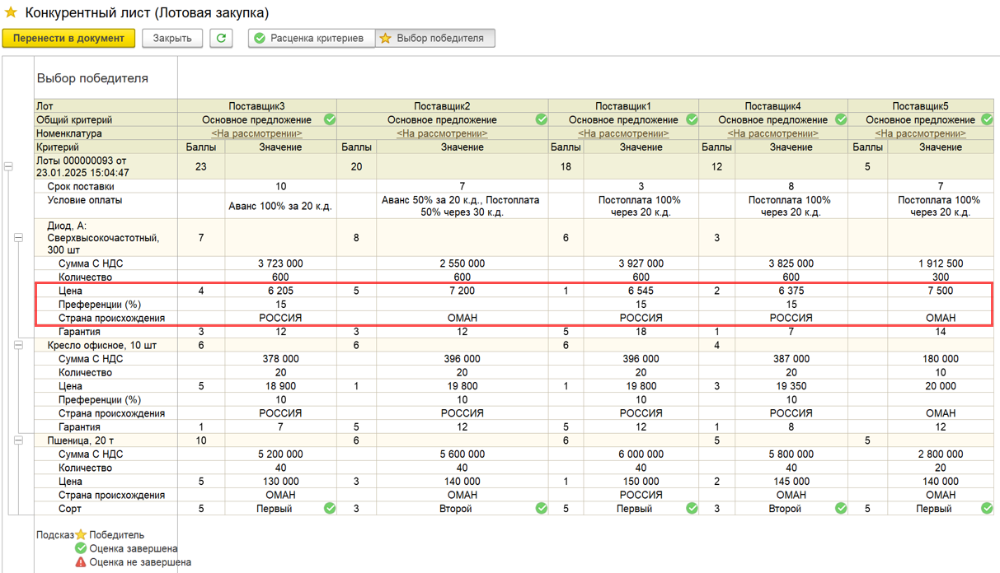 Конкурентный лист (Лотовая закупка)
Перенести в документ Закрыть Расценка критериев Выбор победителя
Выбор победителя
Лот Поставщик3 Поставщик2 Поставщик1 Поставщик4 Поставщик5
Общий критерий Основное предложение Основное предложение Основное предложение Основное предложение Основное предложение
Номенклатура <На рассмотрении> <На рассмотрении> <На рассмотрении> <На рассмотрении> <На рассмотрении>
Критерий Баллы Значение Баллы Значение Баллы Значение Баллы Значение Баллы Значение
Лоты 000000093 от
23.01.2025 15:04:47 23 20 18 12 5
Срок поставки 10 7 3 8 7
Условие оплаты Аванс 100% за 20 к.д. Аванс 50% за 20 к.д., Постоплата Постоплата 100% Постоплата 100% Постоплата 100%
50% через 30 к.д. через 20 к.д. через 20 к.д. через 20 к.д.
Диод, А:
Сверхвысокочастотный, 7 8 6 3
300 шт
Сумма С НДС 3 723 000 2 550 000 3 927 000 3 825 000 1 912 500
Количество 600 600 600 600 300
Цена 4 6 205 5 7 200 1 6 545 2 6 375 7 500
Преференции (%) 15 15 15
Страна происхождения РОССИЯ ОМАН РОССИЯ РОССИЯ ОМАН
Гарантия 3 12 3 12 5 18 1 7 14
Кресло офисное, 10 шт 6 6 6 4
Сумма С НДС 378 000 396 000 396 000 387 000 180 000
Количество 20 20 20 20 10
Цена 5 18 900 1 19 800 1 19 800 3 19 350 20 000
Преференции (%) 10 10 10 10
Страна происхождения РОССИЯ РОССИЯ РОССИЯ РОССИЯ ОМАН
Гарантия 1 7 5 12 5 12 1 8 12
Пшеница, 20 т 10 6 6 5 5
Сумма С НДС 5 200 000 5 600 000 6 000 000 5 800 000 2 800 000
Количество 40 40 40 40 20
Цена 5 130 000 3 140 000 1 150 000 2 145 000 140 000
Страна происхождения ОМАН ОМАН РОССИЯ ОМАН ОМАН
Сорт 5 Первый 3 Второй 5 Первый 3 Второй 5 Первый
Подсказ Победитель
Оценка завершена
Оценка не завершена